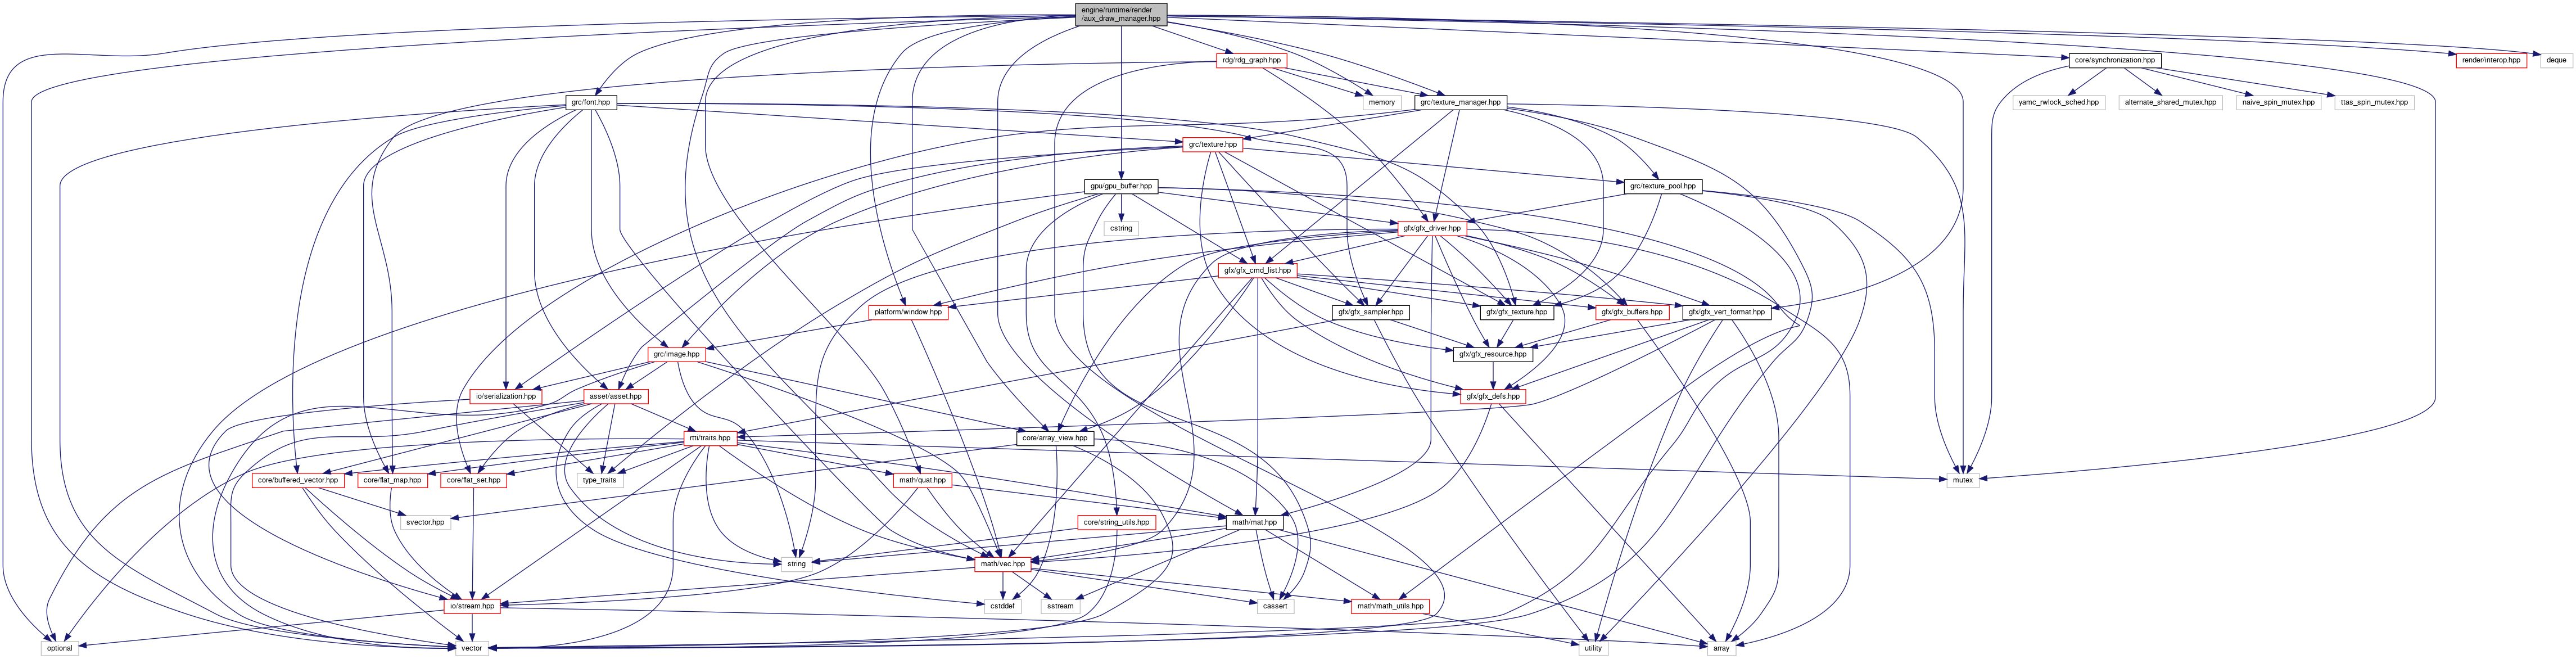 engine/runtime/render
/aux_draw_manager.hpp
rdg/rdg_graph.hpp
core/synchronization.hpp
render/interop.hpp
deque
grc/font.hpp
memory
grc/texture_manager.hpp
yamc_rwlock_sched.hpp
alternate_shared_mutex.hpp
naive_spin_mutex.hpp
ttas_spin_mutex.hpp
grc/texture.hpp
gpu/gpu_buffer.hpp
grc/texture_pool.hpp
cstring
gfx/gfx_driver.hpp
gfx/gfx_cmd_list.hpp
platform/window.hpp
gfx/gfx_sampler.hpp
gfx/gfx_texture.hpp
gfx/gfx_buffers.hpp
gfx/gfx_vert_format.hpp
grc/image.hpp
gfx/gfx_resource.hpp
io/serialization.hpp
asset/asset.hpp
gfx/gfx_defs.hpp
rtti/traits.hpp
core/array_view.hpp
core/buffered_vector.hpp
core/flat_map.hpp
core/flat_set.hpp
type_traits
math/quat.hpp
mutex
svector.hpp
core/string_utils.hpp
math/mat.hpp
string
math/vec.hpp
io/stream.hpp
cstddef
sstream
cassert
math/math_utils.hpp
optional
vector
utility
array